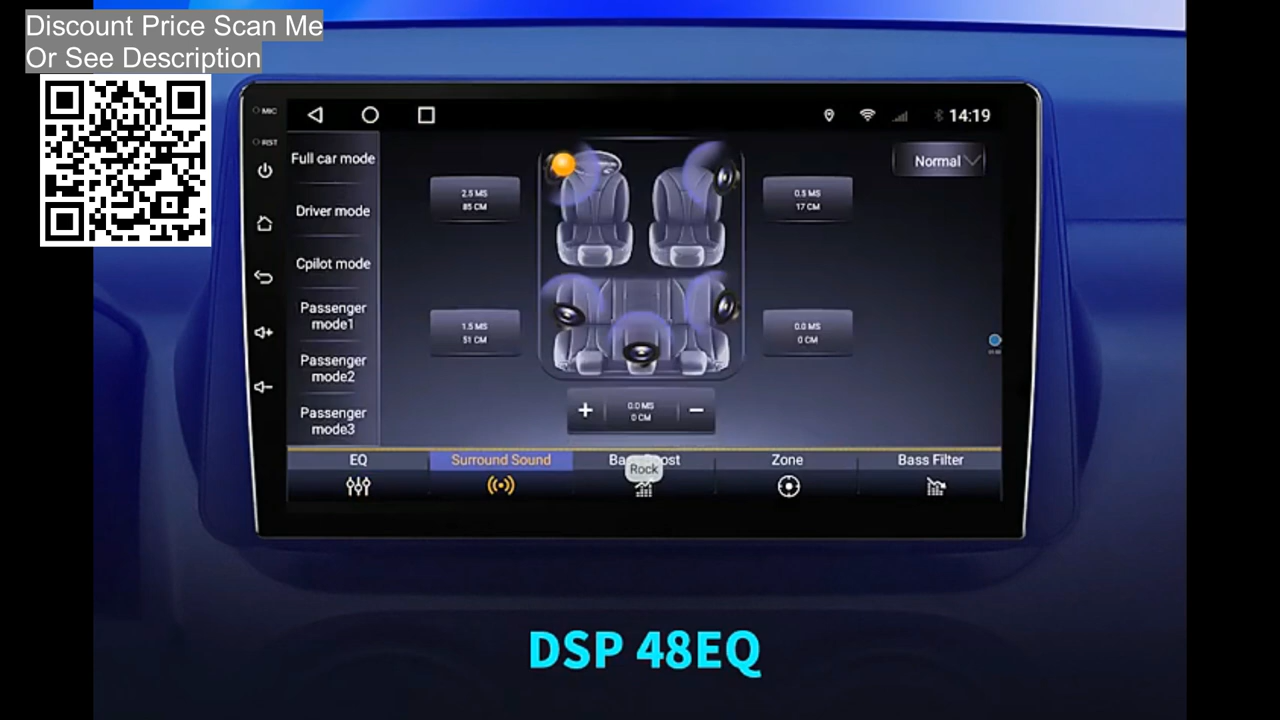 Discount Price Scan Me
Or See Description
MIC
RST
14:19
Full car mode
Driver mode
Cpilot mode
Passenger
mode1
Passenger
mode2
Passenger
mode3
Normal
2.5 MS
85 CM
0.5 MS
17 CM
1.5 MS
51 CM
0.0 MS
0 CM
+
0.0 MS
0 CM
−
EQ
Surround Sound
Rock
Zone
Bass Filter
DSP 48EQ